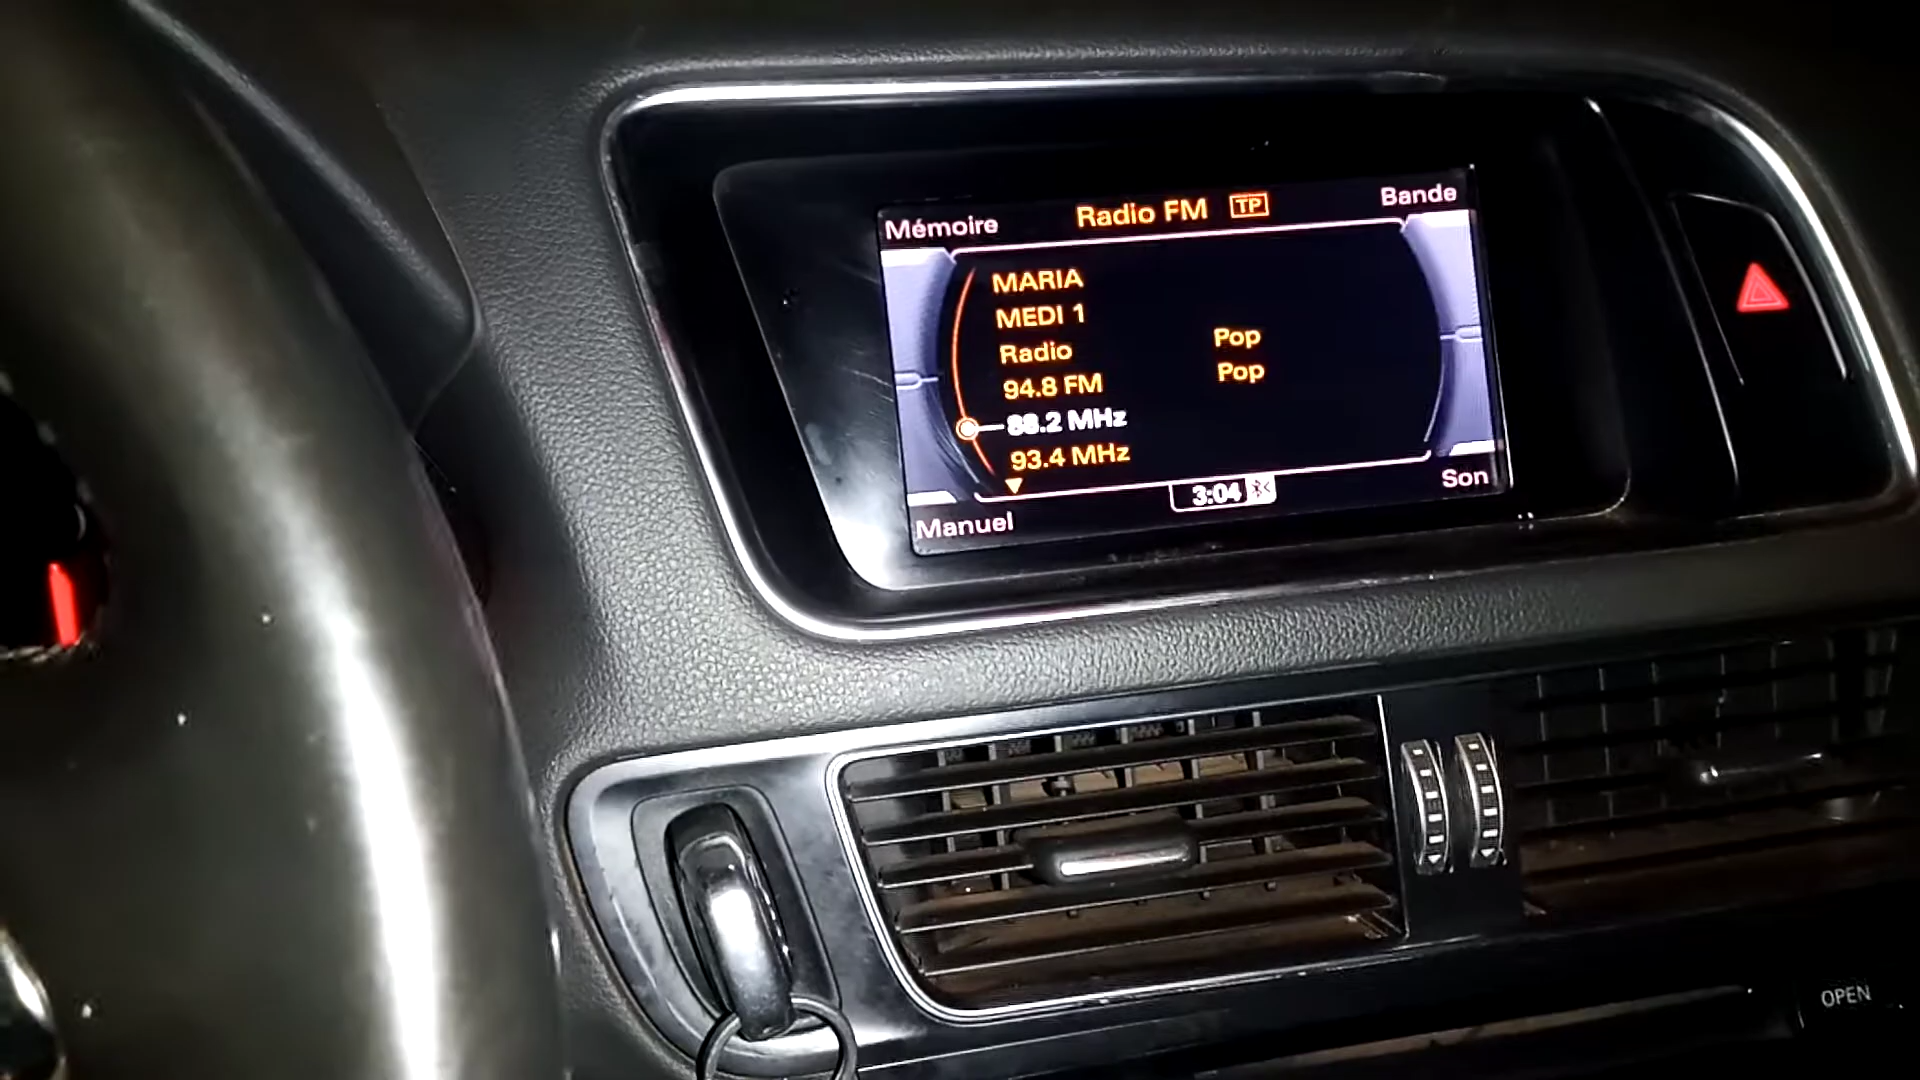 Mémoire
Radio FM TP
Bande
MARIA
MEDI 1
Radio Pop
94.8 FM Pop
88.2 MHz
93.4 MHz
3:04
Manuel
Son
OPEN